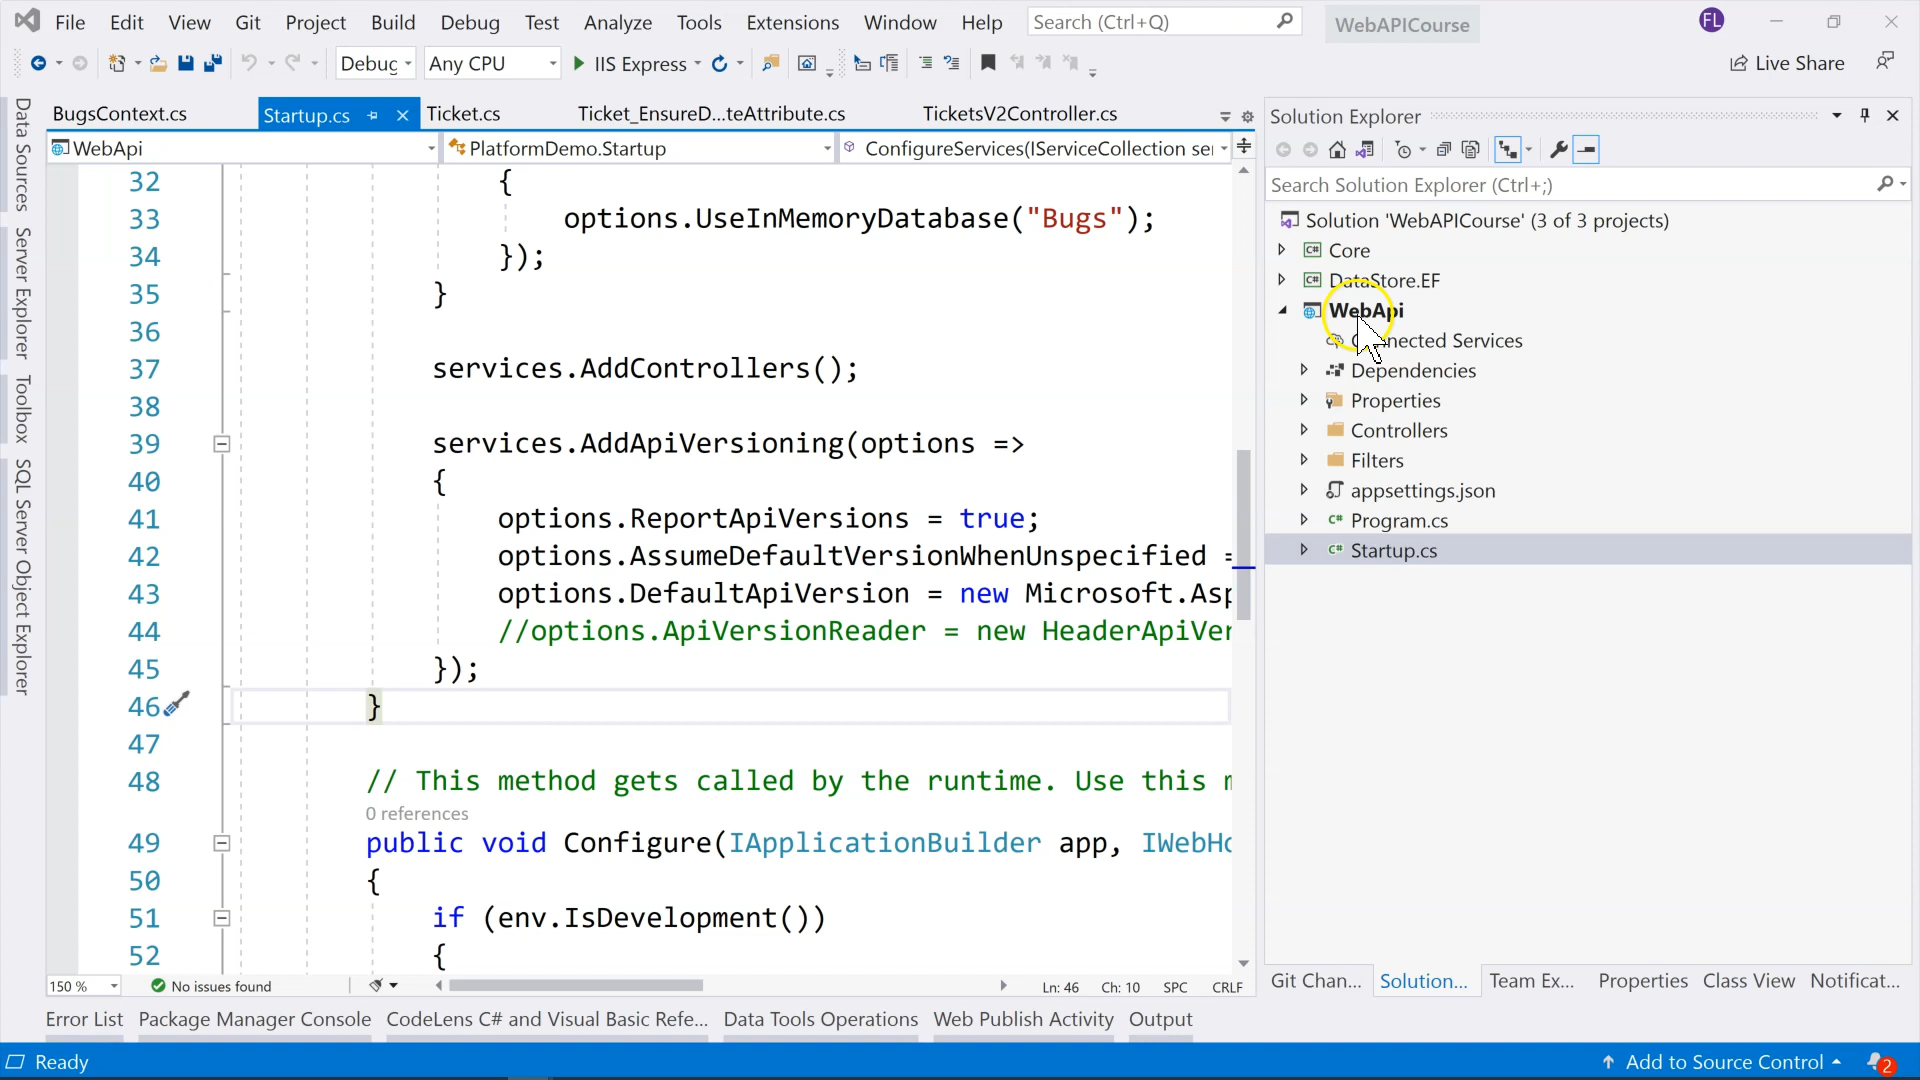 File Edit View Git Project Build Debug Test Analyze Tools Extensions Window Help Search (Ctrl+Q) WebAPICourse FL
Debug Any CPU IIS Express Live Share
BugsContext.cs Startup.cs Ticket.cs Ticket_EnsureD...teAttribute.cs TicketsV2Controller.cs
WebApi PlatformDemo.Startup ConfigureServices(IServiceCollection ser
Data Sources
Server Explorer
Toolbox
SQL Server Object Explorer
32 {
33 options.UseInMemoryDatabase("Bugs");
34 });
35 }
36
37 services.AddControllers();
38
39 services.AddApiVersioning(options =>
40 {
41 options.ReportApiVersions = true;
42 options.AssumeDefaultVersionWhenUnspecified =
43 options.DefaultApiVersion = new Microsoft.Asp
44 //options.ApiVersionReader = new HeaderApiVer
45 });
46 }
47
48 // This method gets called by the runtime. Use this m
0 references
49 public void Configure(IApplicationBuilder app, IWebHo
50 {
51 if (env.IsDevelopment())
52 {
150 % No issues found Ln: 46 Ch: 10 SPC CRLF
Solution Explorer
Search Solution Explorer (Ctrl+;)
Solution 'WebAPICourse' (3 of 3 projects)
Core
DataStore.EF
WebApi
Connected Services
Dependencies
Properties
Controllers
Filters
appsettings.json
Program.cs
Startup.cs
Git Chan... Solution... Team Ex... Properties Class View Notificat...
Error List Package Manager Console CodeLens C# and Visual Basic Refe... Data Tools Operations Web Publish Activity Output
Ready Add to Source Control 2